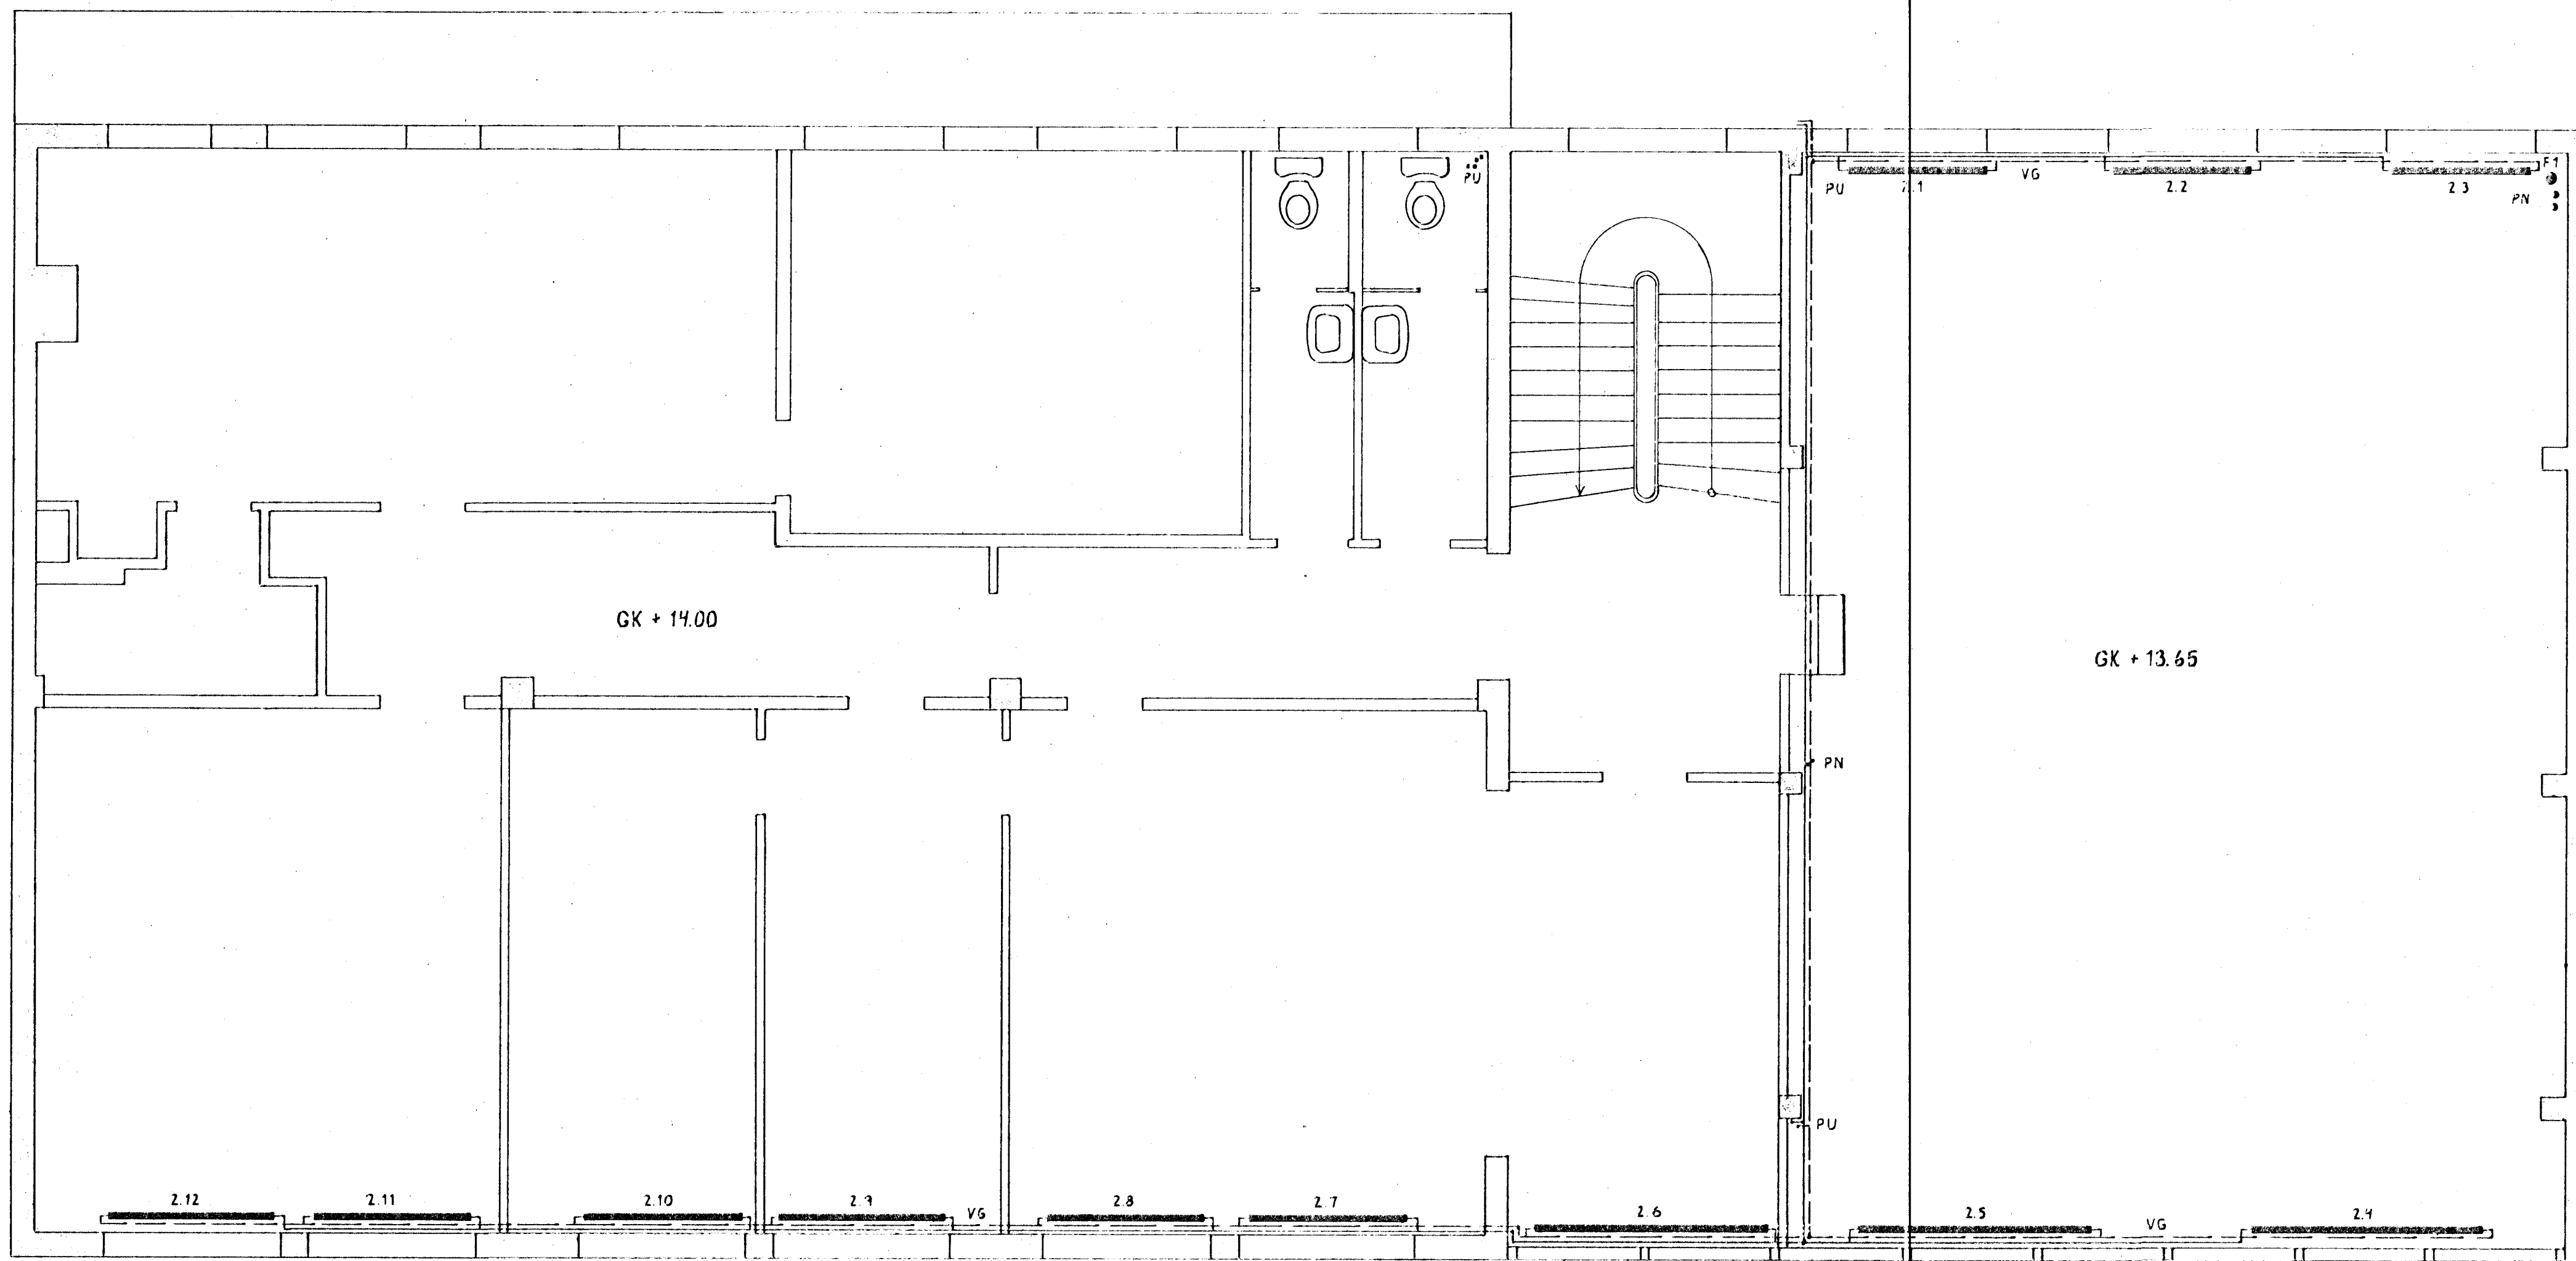 F1
PU
PU
2.1
VG
2.2
2.3
PN
GK + 14.00
GK + 13.65
PN
PU
2.12
2.11
2.10
2.9
VG
2.8
2.7
2.6
2.5
VG
2.4